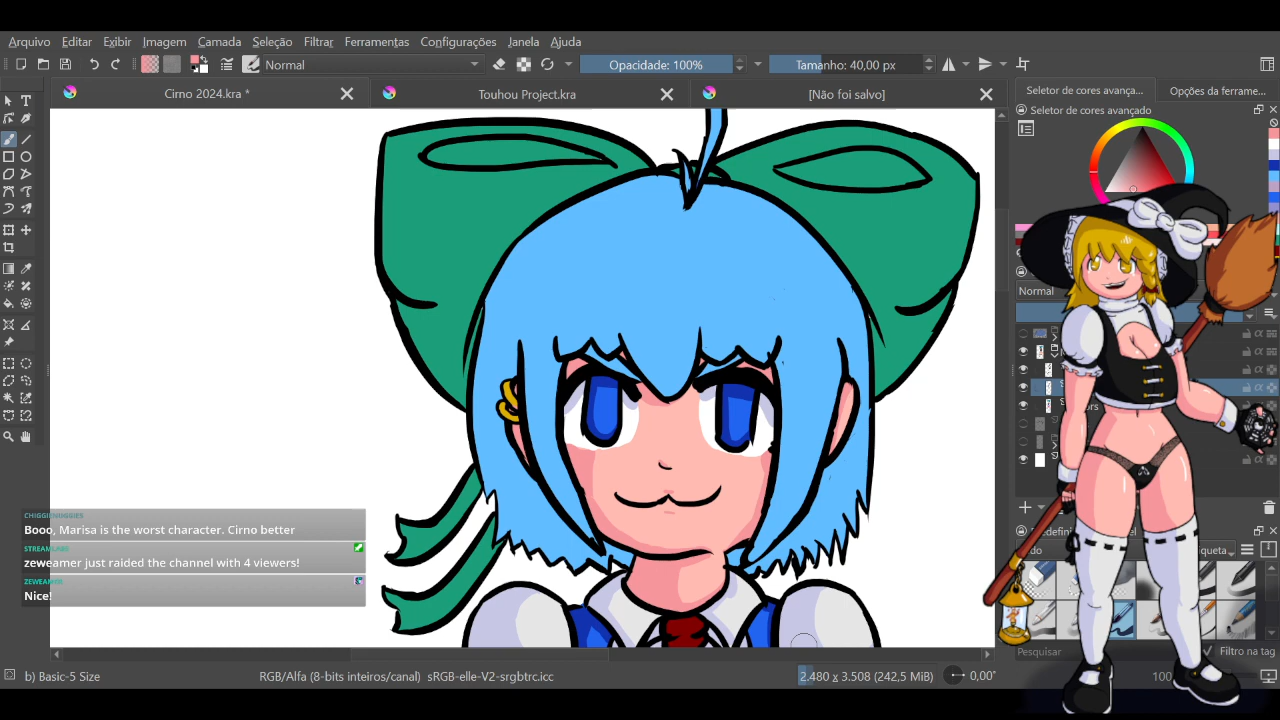 Arquivo Editar Exibir Imagem Camada Seleção Filtrar Ferramentas Configurações Janela Ajuda
Normal Opacidade: 100% Tamanho: 40,00 px
Cirno 2024.kra * Touhou Project.kra [Não foi salvo]
Seletor de cores avança... Opções da ferrame...
Seletor de cores avançado
Normal
CHIGGIENUGGIES
Booo, Marisa is the worst character. Cirno better
zeweamer just raided the channel with 4 viewers!
ZEWEAMER
Nice!
Pesquisar Filtro na tag
b) Basic-5 Size RGB/Alfa (8-bits inteiros/canal) sRGB-elle-V2-srgbtrc.icc 2.480 x 3.508 (242,5 MiB) 0,00° 100